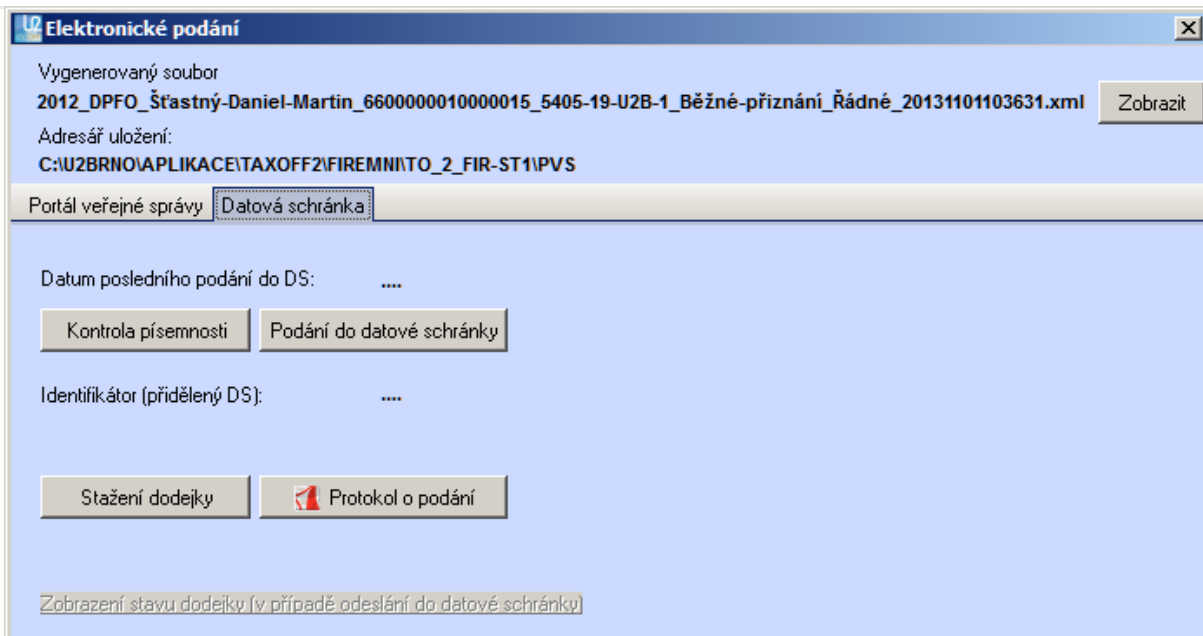 U2 Elektronické podání
Vygenerovaný soubor
2012_DPFO_Šťastný-Daniel-Martin_6600000010000015_5405-19-U2B-1_Běžné-přiznání_Řádné_20131101103631.xml Zobrazit
Adresář uložení:
C:\U2BRNO\APLIKACE\TAXOFF2\FIREMNI\TO_2_FIR-ST1\PVS
Portál veřejné správy Datová schránka
Datum posledního podání do DS: ....
Kontrola písemnosti Podání do datové schránky
Identifikátor (přidělený DS): ....
Stažení dodejky Protokol o podání
Zobrazení stavu dodejky (v případě odeslání do datové schránky)